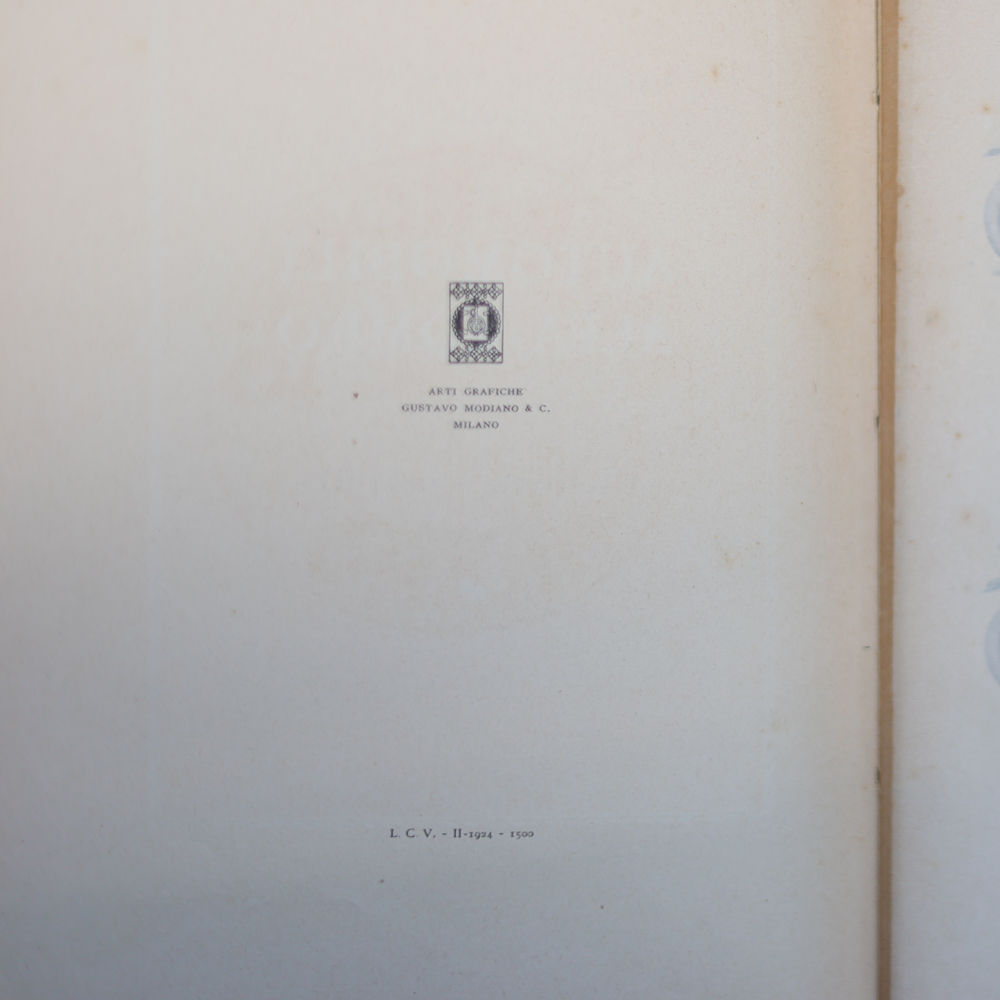 ARTI GRAFICHE
GUSTAVO MODIANO & C.
MILANO
L. C. V. - II-1924 - 1500